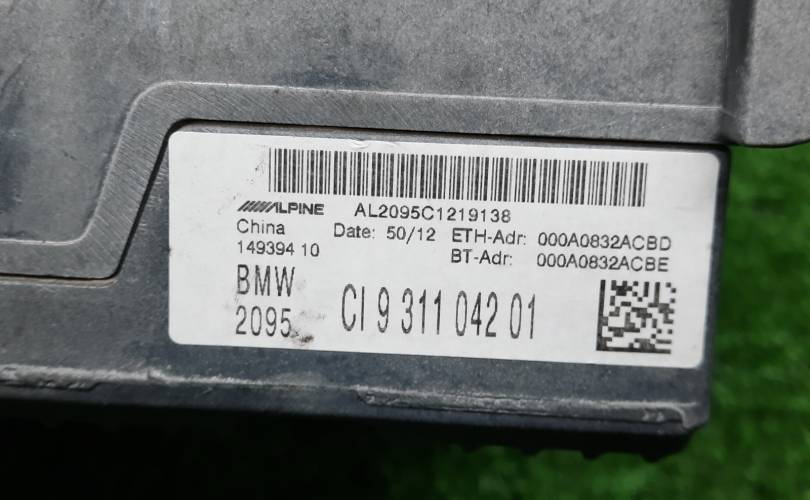 AL2095C1219138
ALPINE
China Date: 50/12 ETH-Adr: 000A0832ACBD
149394 10 BT-Adr: 000A0832ACBE
BMW
2095 CI 9 311 042 01